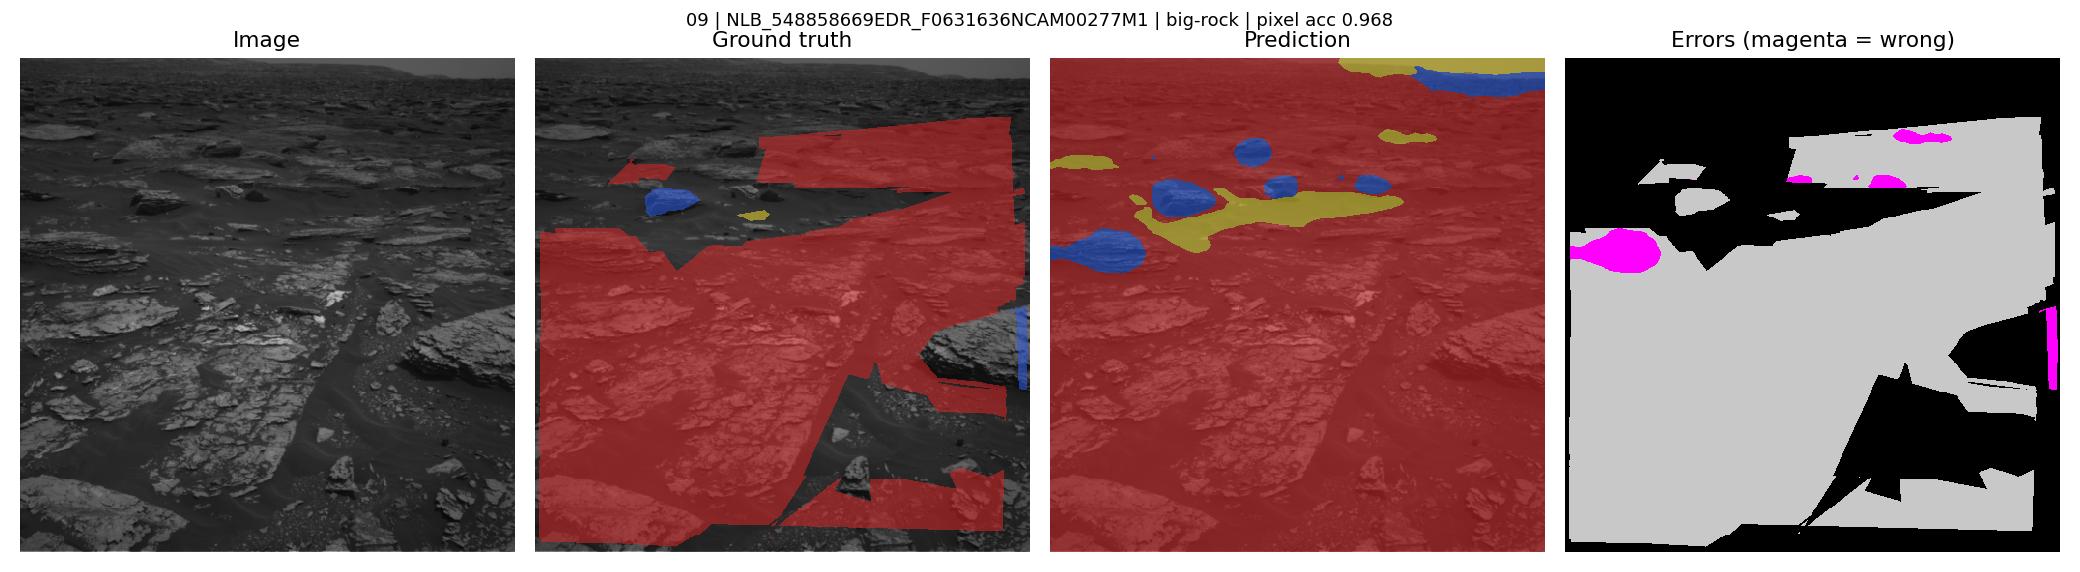 09 | NLB_548858669EDR_F0631636NCAM00277M1 | big-rock | pixel acc 0.968
Image
Ground truth
Prediction
Errors (magenta = wrong)